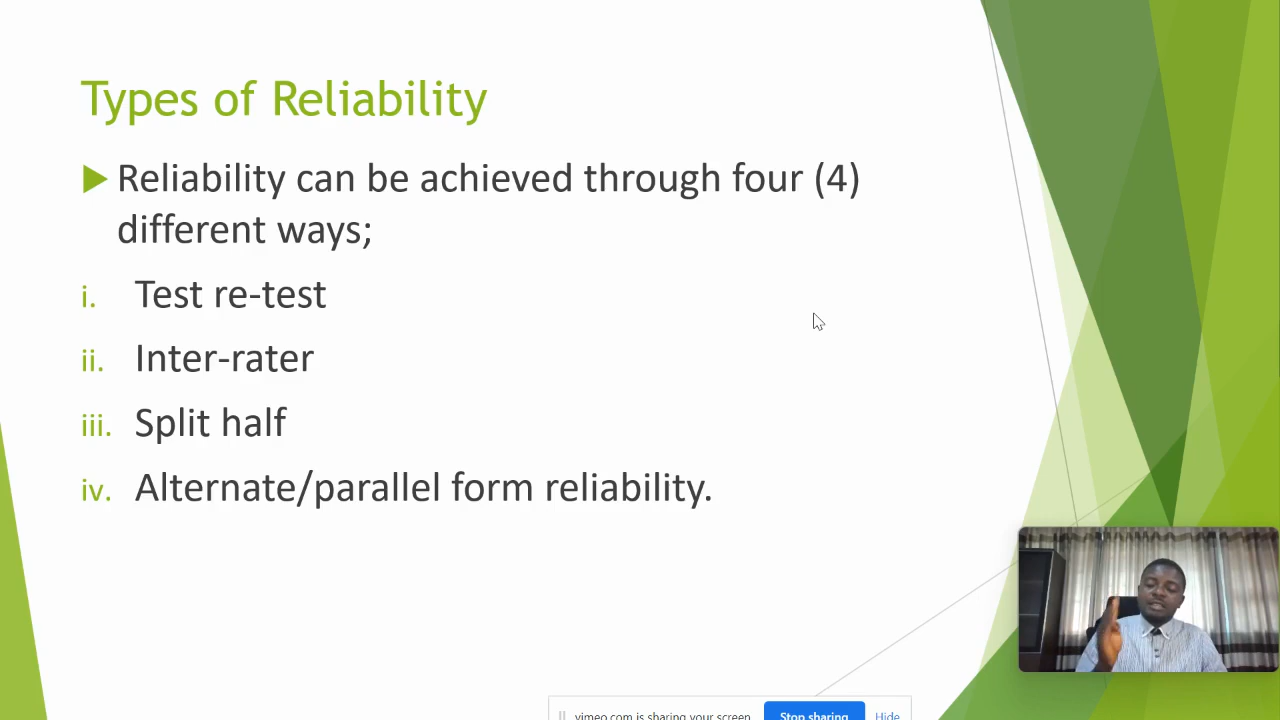 Types of Reliability
Reliability can be achieved through four (4)
different ways;
i. Test re-test
ii. Inter-rater
iii. Split half
iv. Alternate/parallel form reliability.
vimeo.com is sharing your screen. Stop sharing Hide